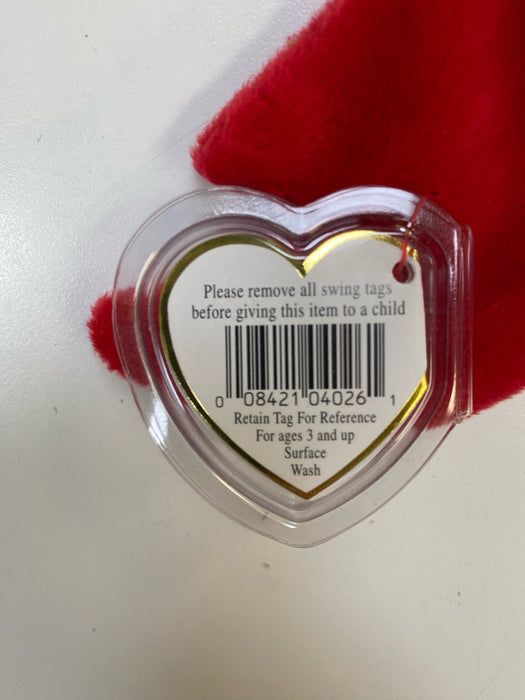 Please remove all swing tags
before giving this item to a child
0 08421 04026 1
Retain Tag For Reference
For ages 3 and up
Surface
Wash